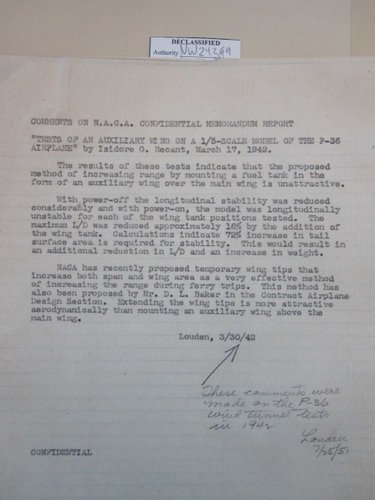 DECLASSIFIED
Authority NW24399
COMMENTS ON N.A.C.A. CONFIDENTIAL MEMORANDUM REPORT
"TESTS OF AN AUXILIARY WING ON A 1/5-SCALE MODEL OF THE P-36
AIRPLANE" by Isidore G. Recant, March 17, 1942.
The results of these tests indicate that the proposed
method of increasing range by mounting a fuel tank in the
form of an auxiliary wing over the main wing is unattractive.
With power-off the longitudinal stability was reduced
considerably and with power-on, the model was longitudinally
unstable for each of the wing tank positions tested. The
maximum L/D was reduced approximately 16% by the addition of
the wing tank. Calculations indicate 72% increase in tail
surface area is required for stability. This would result in
an additional reduction in L/D and an increase in weight.
NACA has recently proposed temporary wing tips that
increase both span and wing area as a very effective method
of increasing the range during ferry trips. This method has
also been proposed by Mr. D. L. Baker in the Contract Airplane
Design Section. Extending the wing tips is more attractive
aerodynamically than mounting an auxiliary wing above the
main wing.
Louden, 3/30/42
These comments were
made on the P-36
wind tunnel tests
in 1942
Louden
7/25/51
CONFIDENTIAL